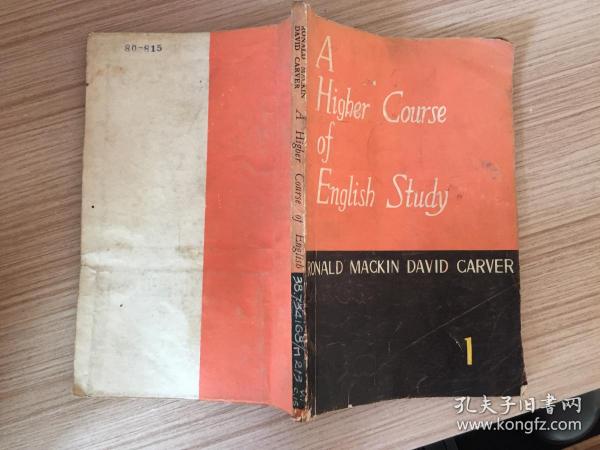 80-815
RONALD MACKIN
DAVID CARVER
A Higher Course of English
A
Higher Course
of
English Study
RONALD MACKIN DAVID CARVER
1
孔夫子旧书网
www.kongfz.com